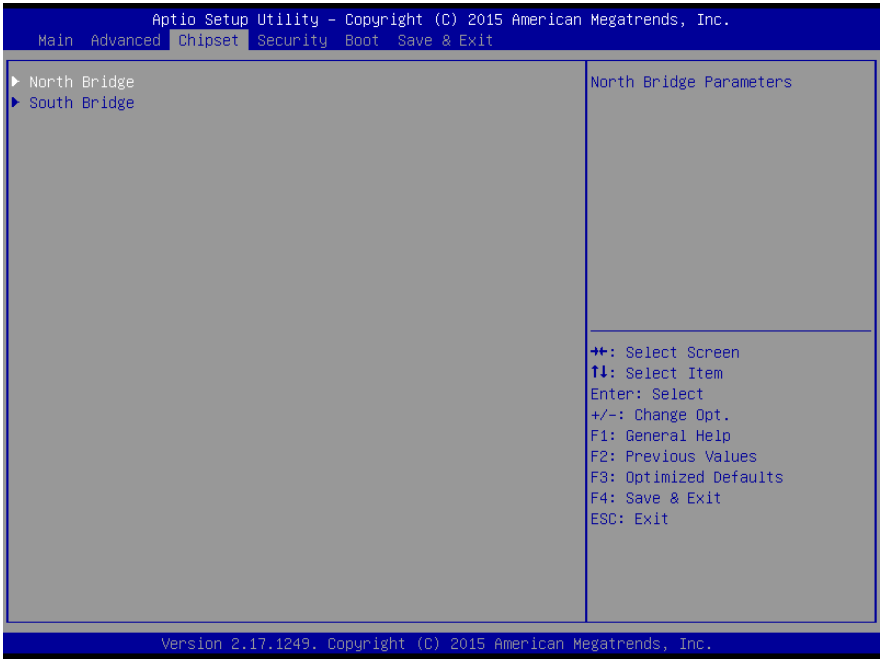 Aptio Setup Utility – Copyright (C) 2015 American Megatrends, Inc.
Main Advanced Chipset Security Boot Save & Exit
▶ North Bridge
▶ South Bridge
North Bridge Parameters
→←: Select Screen
↑↓: Select Item
Enter: Select
+/-: Change Opt.
F1: General Help
F2: Previous Values
F3: Optimized Defaults
F4: Save & Exit
ESC: Exit
Version 2.17.1249. Copyright (C) 2015 American Megatrends, Inc.